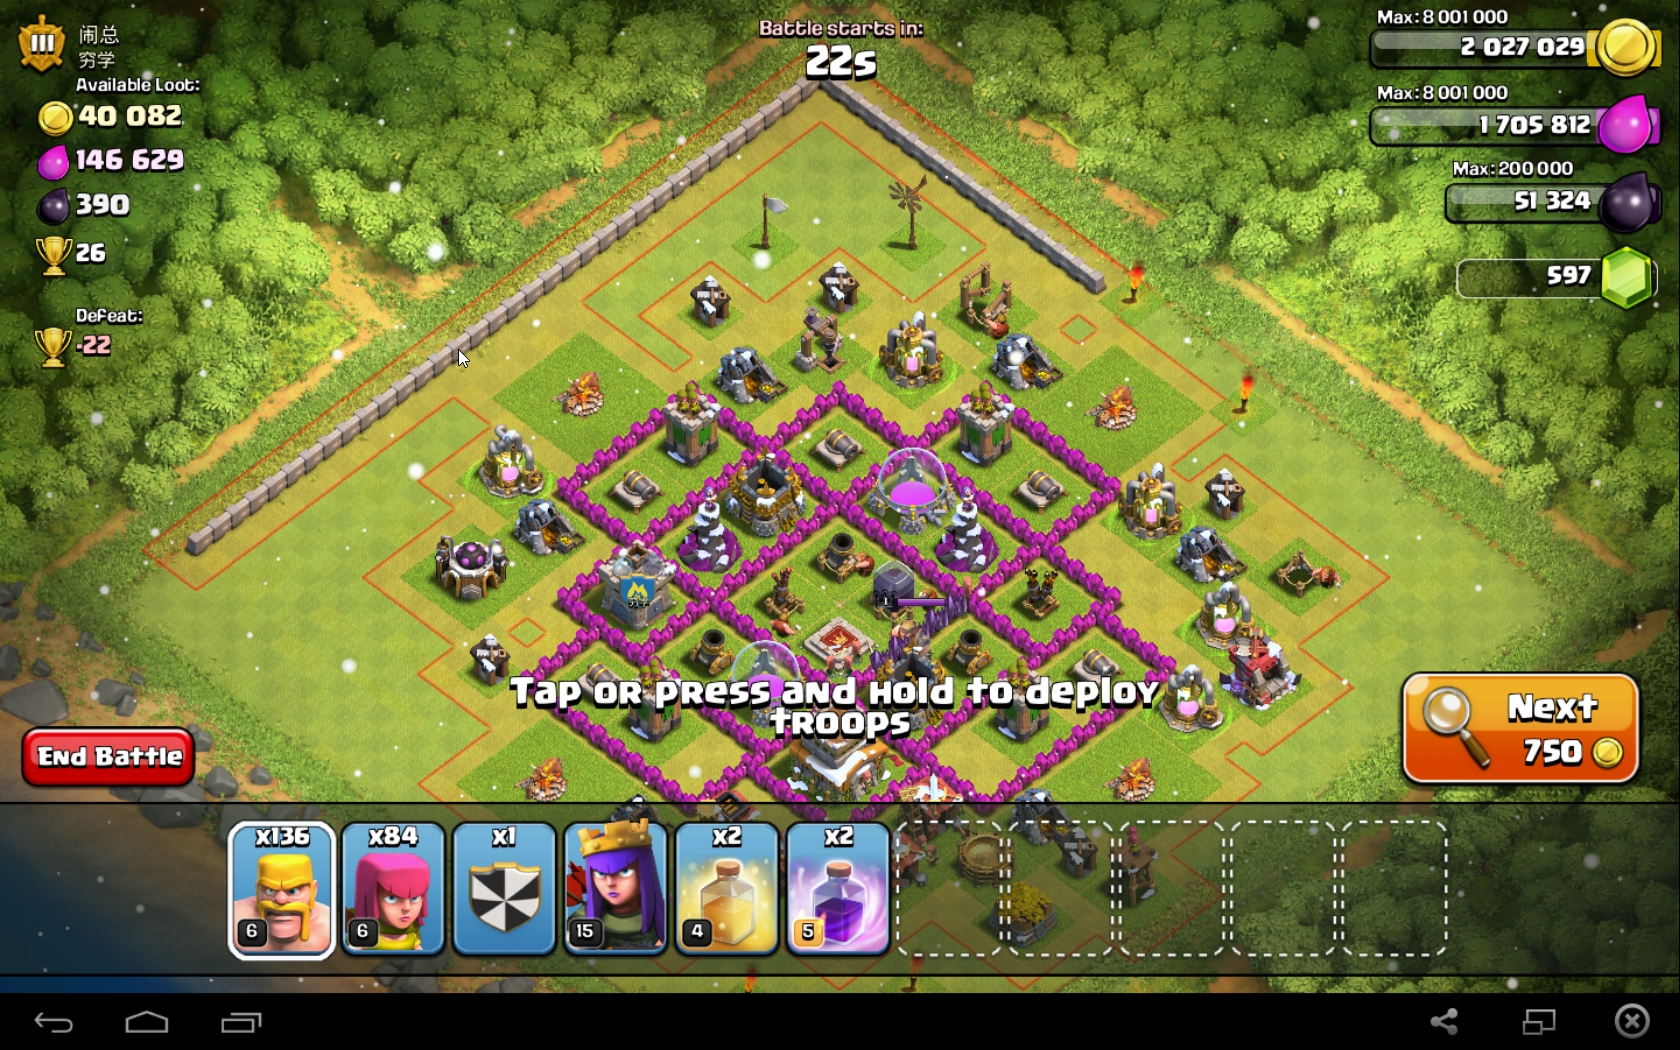 闹总
穷学
Available Loot:
40 082
146 629
390
26
Defeat:
-22
Battle starts in:
22s
Max: 8 001 000
2 027 029
Max: 8 001 000
1 705 812
Max: 200 000
51 324
597
Tap or press and hold to deploy
troops
End Battle
Next
750
x136
x84
x1
x2
x2
6
6
15
4
5